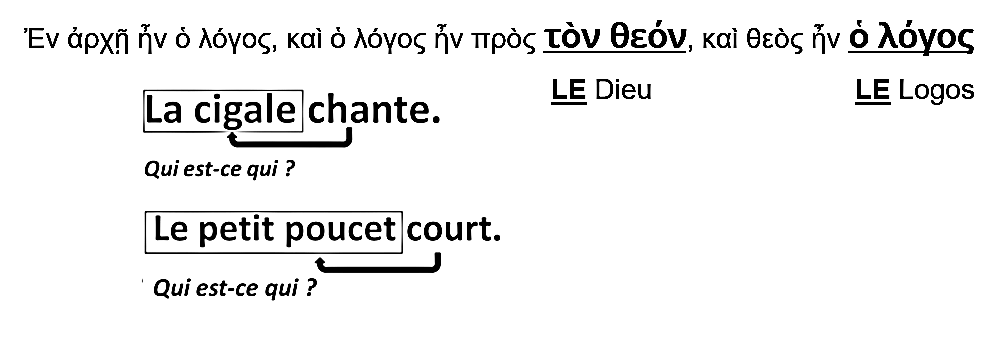 Ἐν ἀρχῇ ἦν ὁ λόγος, καὶ ὁ λόγος ἦν πρὸς τὸν θεόν, καὶ θεὸς ἦν ὁ λόγος
LE Dieu LE Logos
La cigale chante.
Qui est-ce qui ?
Le petit poucet court.
Qui est-ce qui ?